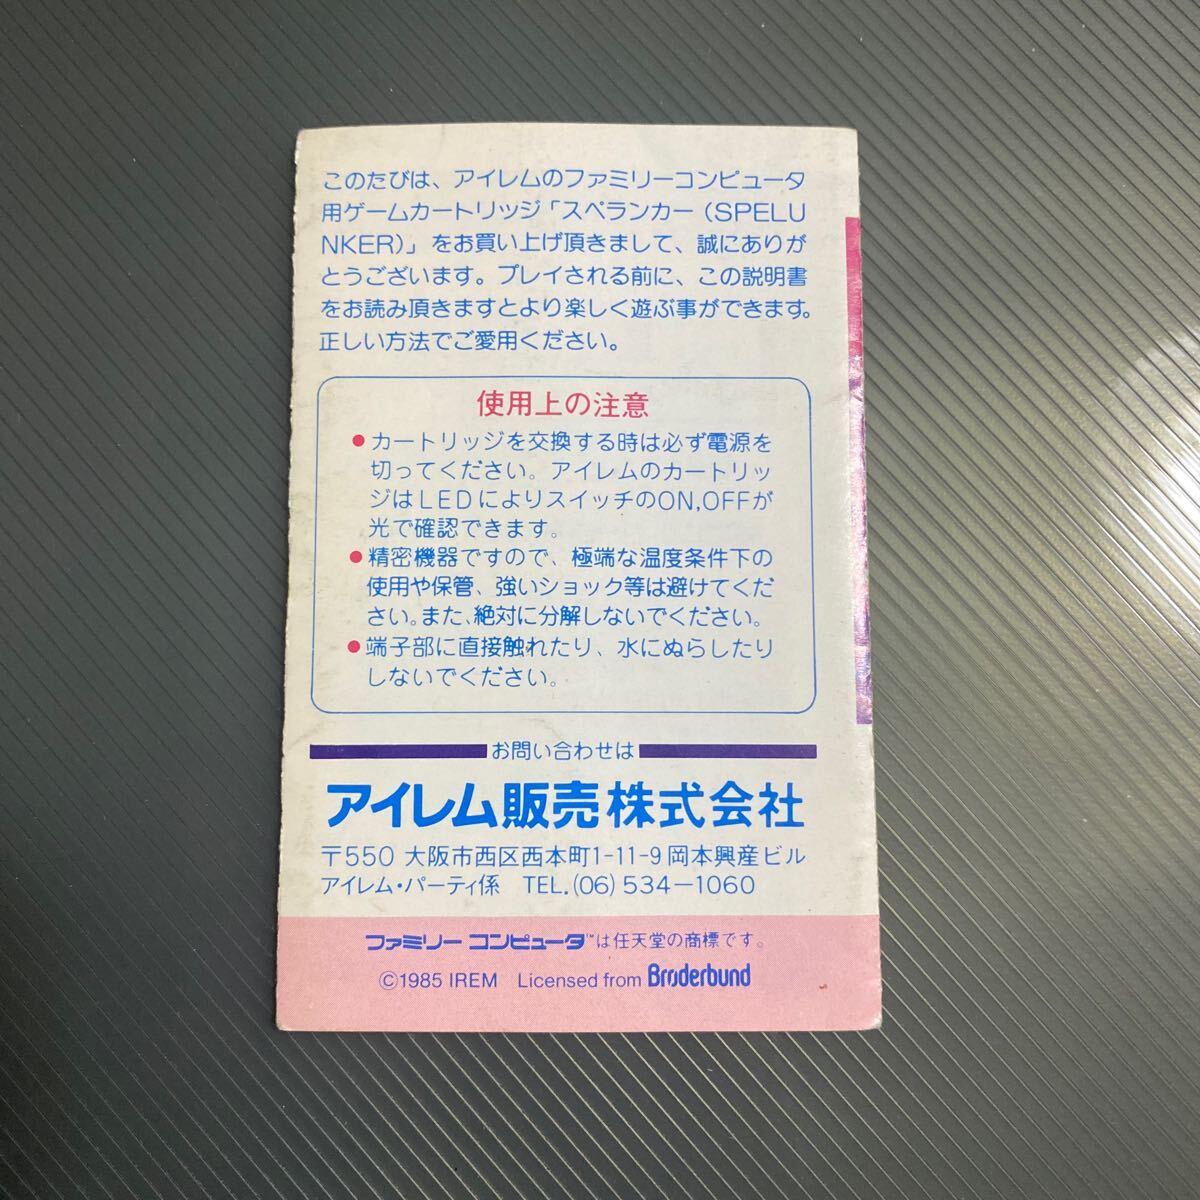 このたびは、アイレムのファミリーコンピュータ
用ゲームカートリッジ「スペランカー（SPELU
NKER）」をお買い上げ頂きまして、誠にありが
とうございます。プレイされる前に、この説明書
をお読み頂きますとより楽しく遊ぶ事ができます。
正しい方法でご愛用ください。
使用上の注意
●カートリッジを交換する時は必ず電源を
切ってください。アイレムのカートリッ
ジはLEDによりスイッチのON,OFFが
光で確認できます。
●精密機器ですので、極端な温度条件下の
使用や保管、強いショック等は避けてくだ
さい。また、絶対に分解しないでください。
●端子部に直接触れたり、水にぬらしたり
しないでください。
お問い合わせは
アイレム販売株式会社
〒550 大阪市西区西本町1-11-9岡本興産ビル
アイレム・パーティ係 TEL.(06)534-1060
ファミリー コンピュータ™は任天堂の商標です。
©1985 IREM Licensed from Brøderbund